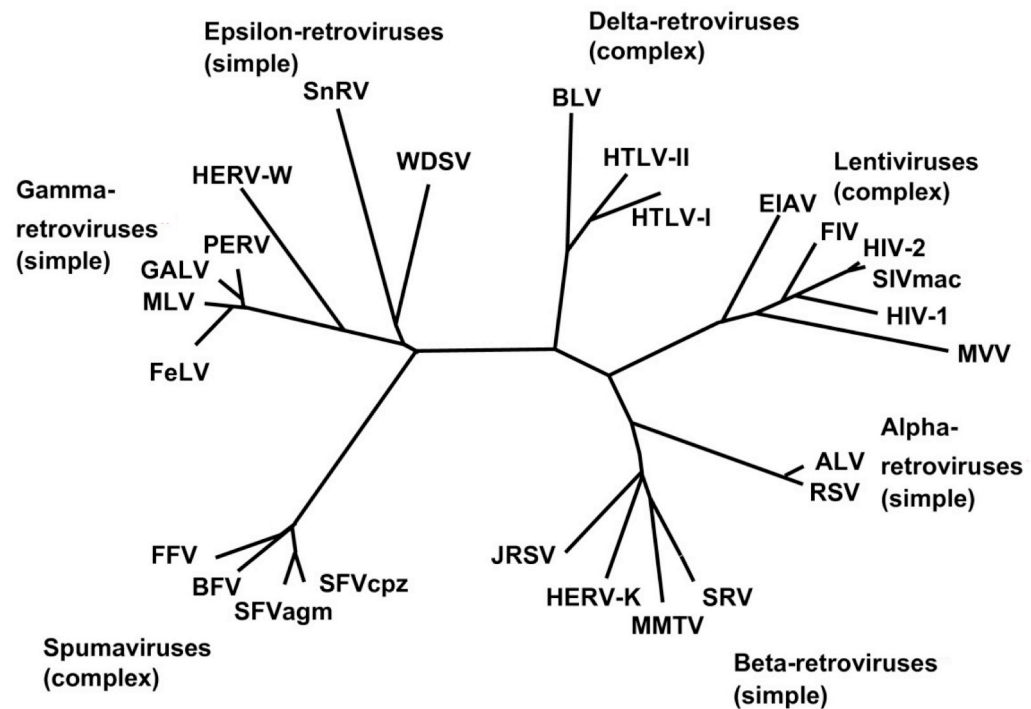 Epsilon-retroviruses
(simple)
SnRV
WDSV
Delta-retroviruses
(complex)
BLV
HTLV-II
HTLV-I
Lentiviruses
(complex)
EIAV
FIV
HIV-2
SIVmac
HIV-1
MVV
Gamma-
retroviruses
(simple)
HERV-W
PERV
GALV
MLV
FeLV
Alpha-
retroviruses
(simple)
ALV
RSV
FFV
BFV
SFVagm
SFVcpz
Spumaviruses
(complex)
JRSV
HERV-K
MMTV
SRV
Beta-retroviruses
(simple)